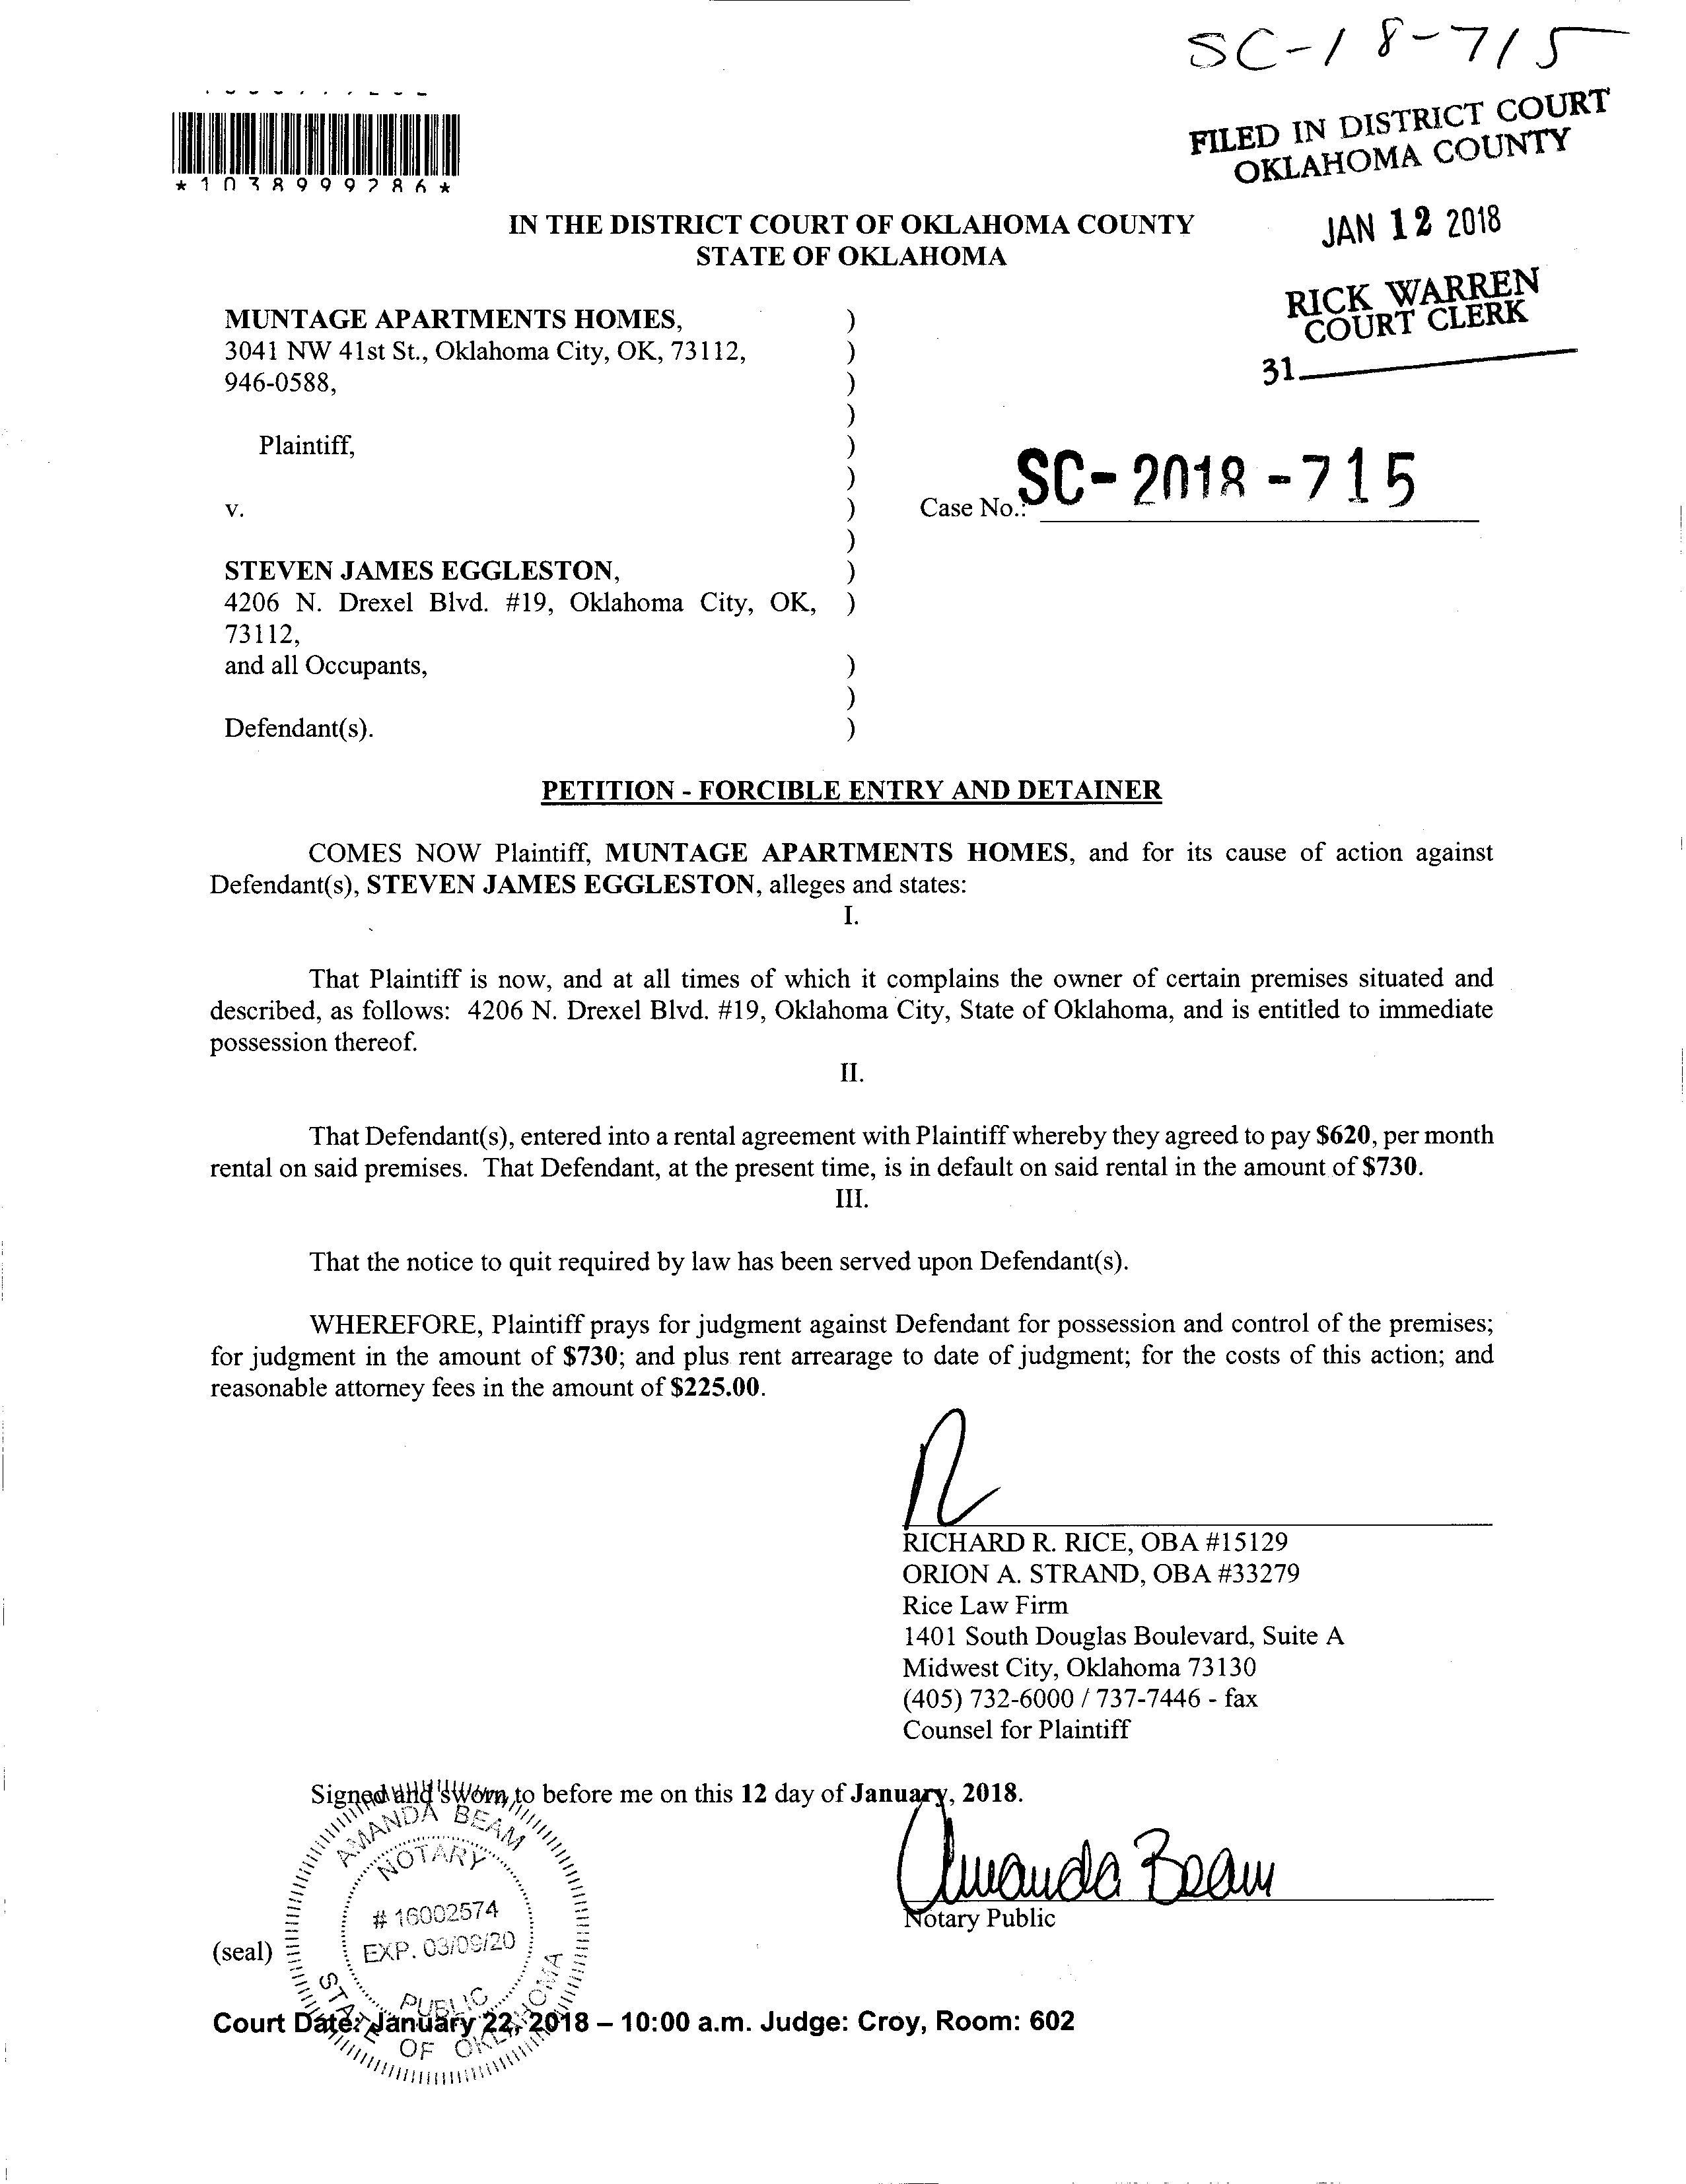 SC-18-715
FILED IN DISTRICT COURT
OKLAHOMA COUNTY
JAN 12 2018
RICK WARREN
COURT CLERK
31
*1038999286*
IN THE DISTRICT COURT OF OKLAHOMA COUNTY
STATE OF OKLAHOMA
MUNTAGE APARTMENTS HOMES, )
3041 NW 41st St., Oklahoma City, OK, 73112, )
946-0588, )
)
Plaintiff, )
)
v. ) Case No.: SC-2018-715
)
STEVEN JAMES EGGLESTON, )
4206 N. Drexel Blvd. #19, Oklahoma City, OK, )
73112,
and all Occupants, )
)
Defendant(s). )
PETITION - FORCIBLE ENTRY AND DETAINER
COMES NOW Plaintiff, MUNTAGE APARTMENTS HOMES, and for its cause of action against
Defendant(s), STEVEN JAMES EGGLESTON, alleges and states:
I.
That Plaintiff is now, and at all times of which it complains the owner of certain premises situated and
described, as follows: 4206 N. Drexel Blvd. #19, Oklahoma City, State of Oklahoma, and is entitled to immediate
possession thereof.
II.
That Defendant(s), entered into a rental agreement with Plaintiff whereby they agreed to pay $620, per month
rental on said premises. That Defendant, at the present time, is in default on said rental in the amount of $730.
III.
That the notice to quit required by law has been served upon Defendant(s).
WHEREFORE, Plaintiff prays for judgment against Defendant for possession and control of the premises;
for judgment in the amount of $730; and plus rent arrearage to date of judgment; for the costs of this action; and
reasonable attorney fees in the amount of $225.00.
RICHARD R. RICE, OBA #15129
ORION A. STRAND, OBA #33279
Rice Law Firm
1401 South Douglas Boulevard, Suite A
Midwest City, Oklahoma 73130
(405) 732-6000 / 737-7446 - fax
Counsel for Plaintiff
Signed and sworn to before me on this 12 day of January, 2018.
AMANDA BEAM
NOTARY
# 16002574
EXP. 03/09/20
PUBLIC
STATE OF OKLAHOMA
Amanda Beam
Notary Public
(seal)
Court Date: January 22, 2018 – 10:00 a.m. Judge: Croy, Room: 602